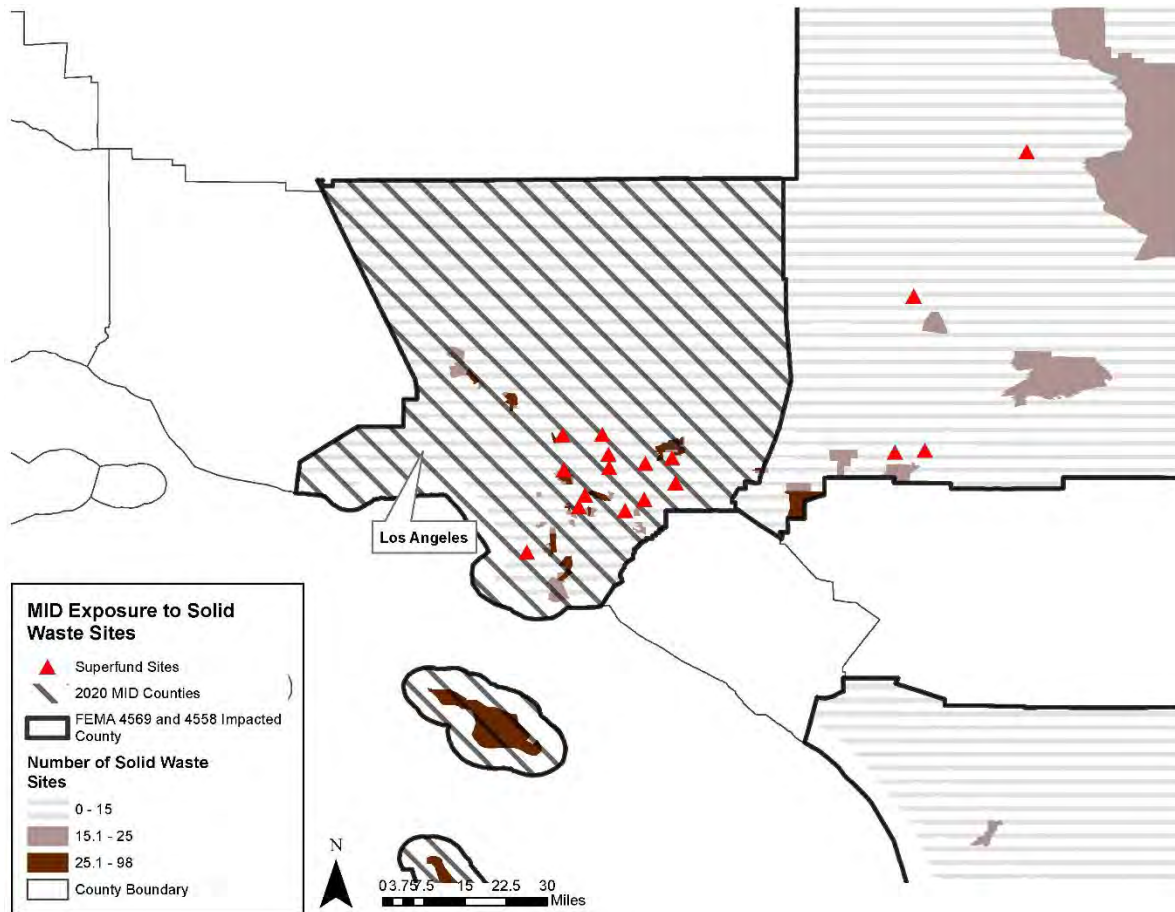 Los Angeles
MID Exposure to Solid
Waste Sites
Superfund Sites
2020 MID Counties )
FEMA 4569 and 4558 Impacted
County
Number of Solid Waste
Sites
0 - 15
15.1 - 25
25.1 - 98
County Boundary
N
0 3.75 7.5 15 22.5 30
Miles